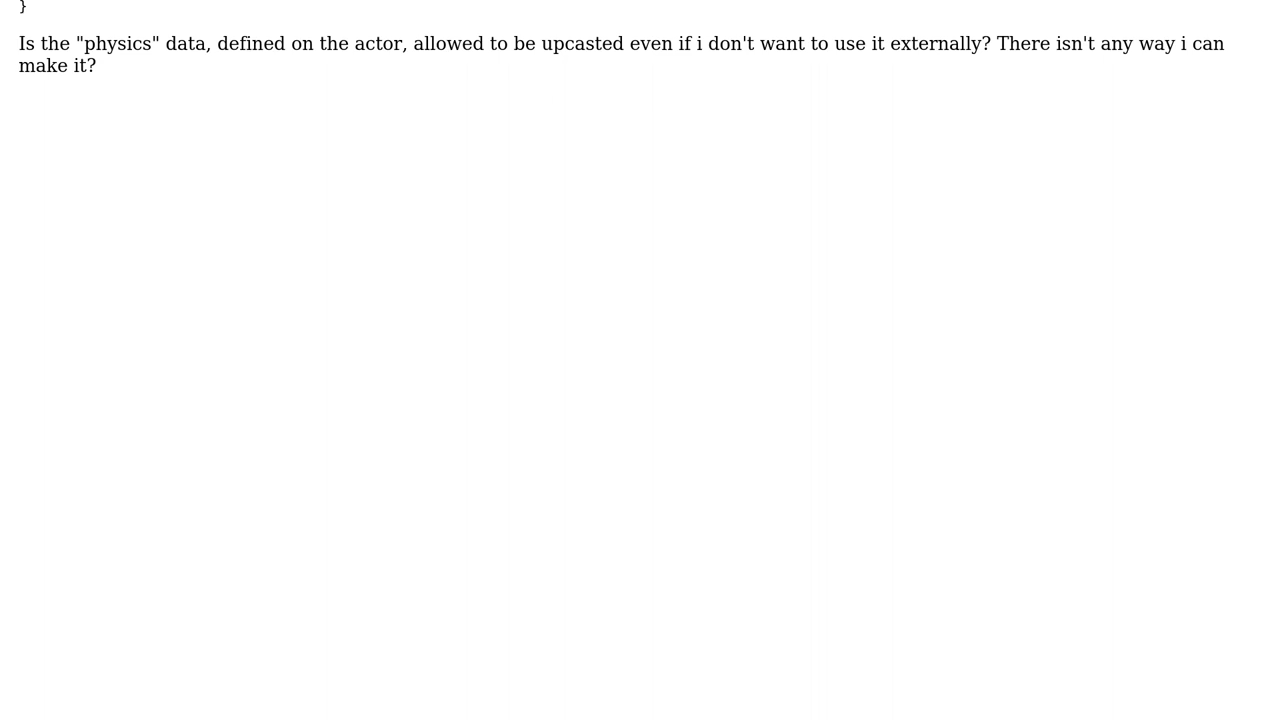 }
Is the "physics" data, defined on the actor, allowed to be upcasted even if i don't want to use it externally? There isn't any way i can
make it?